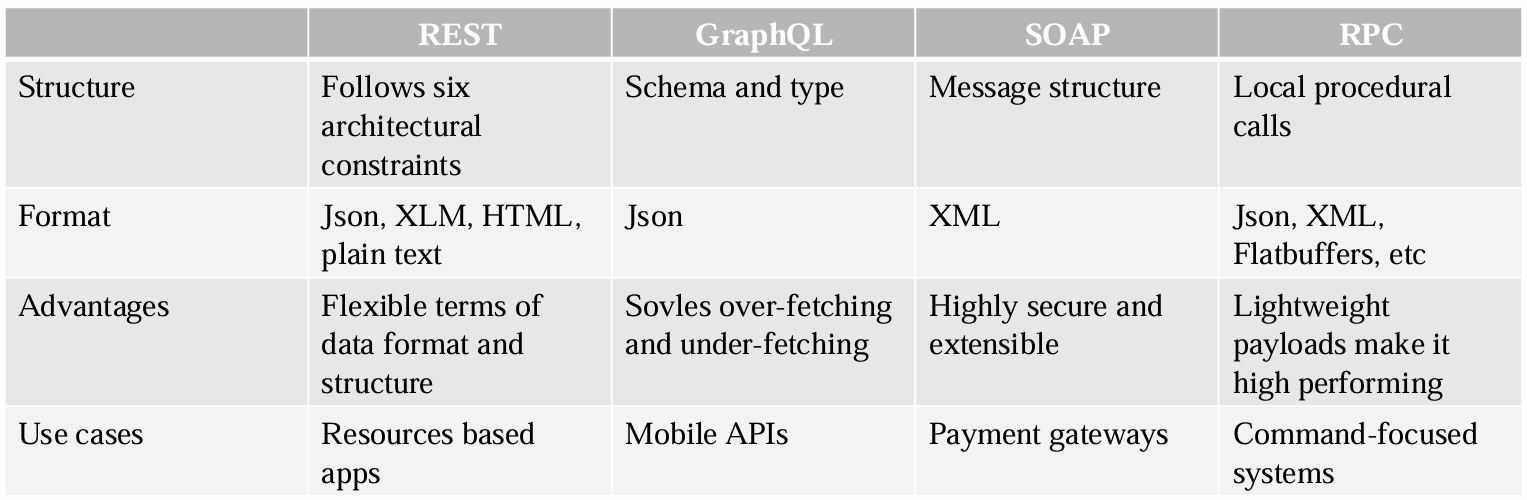 REST GraphQL SOAP RPC
Structure
Follows six
architectural
constraints
Schema and type
Message structure
Local procedural
calls
Format
Json, XLM, HTML,
plain text
Json
XML
Json, XML,
Flatbuffers, etc
Advantages
Flexible terms of
data format and
structure
Sovles over-fetching
and under-fetching
Highly secure and
extensible
Lightweight
payloads make it
high performing
Use cases
Resources based
apps
Mobile APIs
Payment gateways
Command-focused
systems